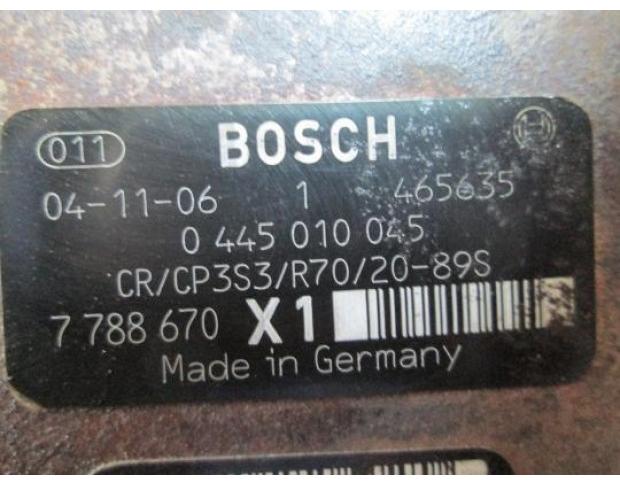 011 BOSCH
04-11-06 1 465635
0 445 010 045
CR/CP3S3/R70/20-89S
7 788 670 X1
Made in Germany